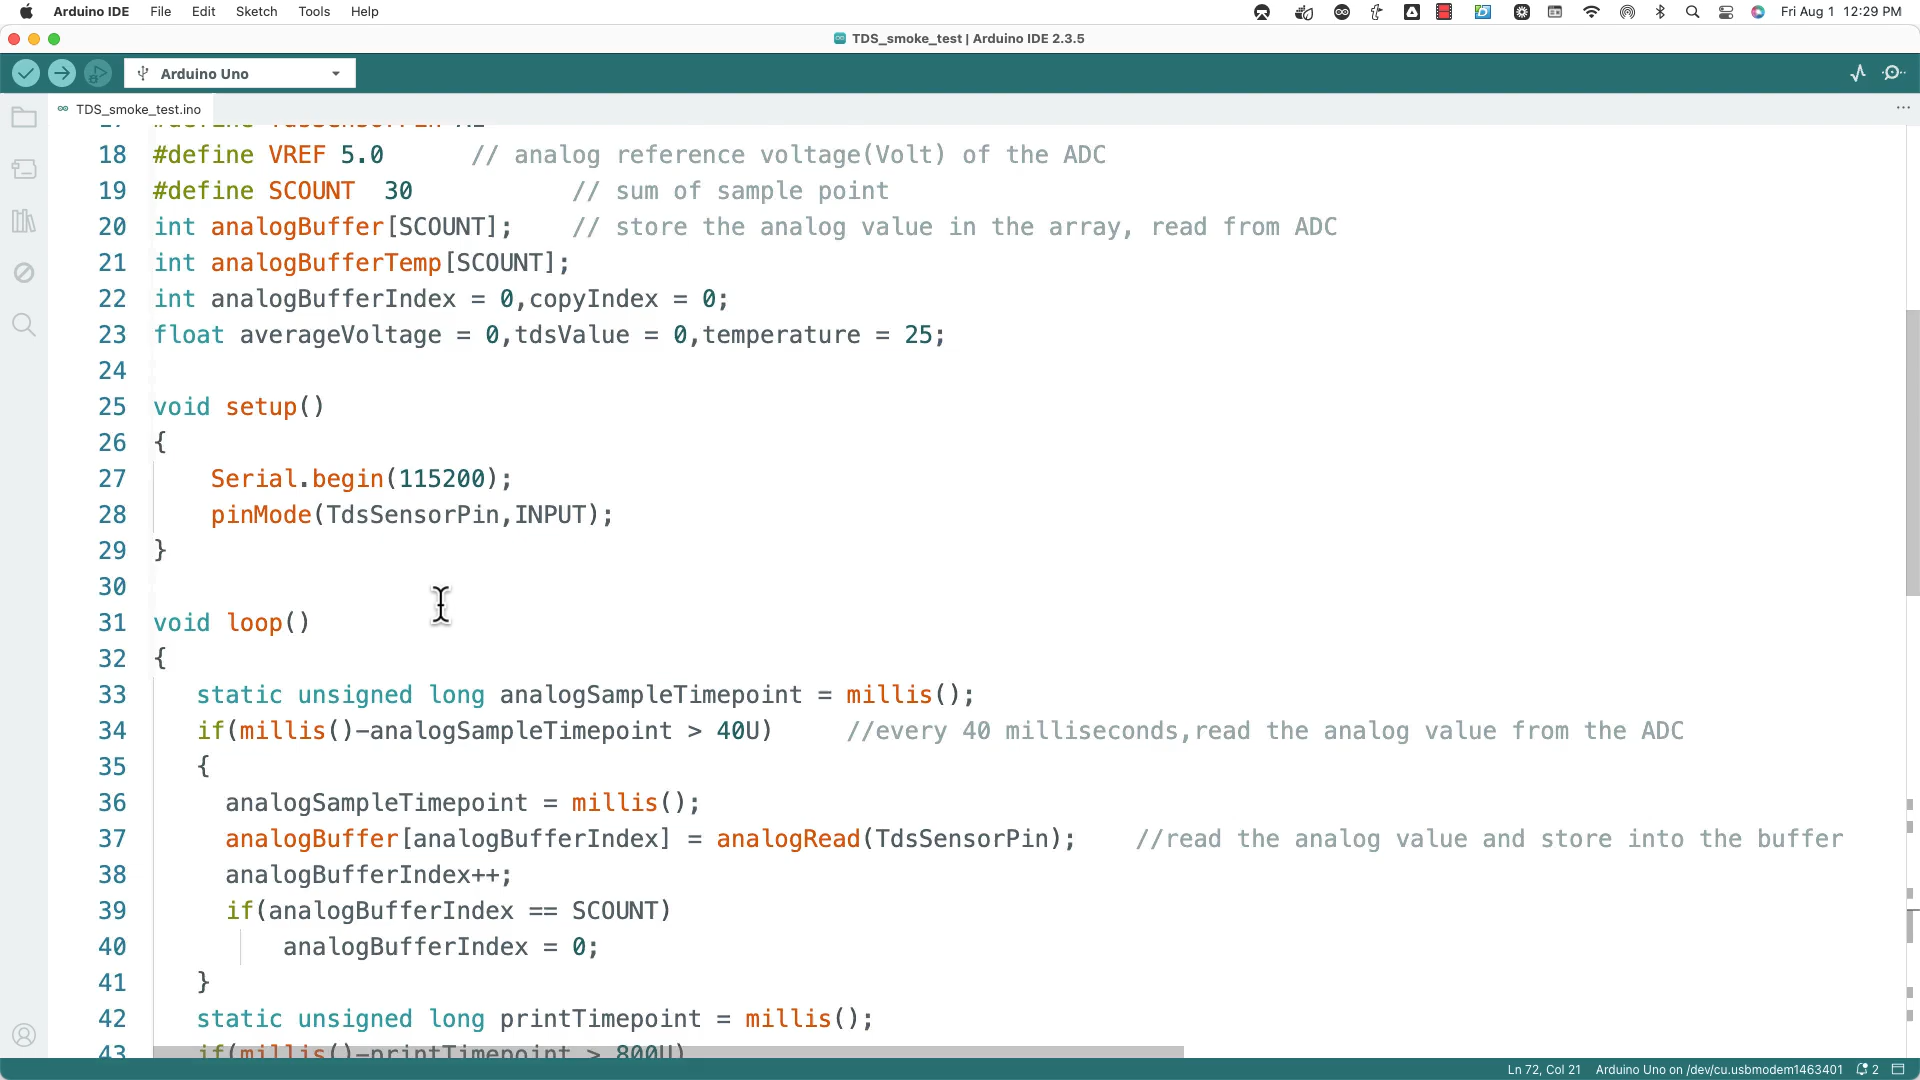 Arduino IDE File Edit Sketch Tools Help Fri Aug 1 12:29 PM
TDS_smoke_test | Arduino IDE 2.3.5
Arduino Uno
TDS_smoke_test.ino
18 #define VREF 5.0 // analog reference voltage(Volt) of the ADC
19 #define SCOUNT 30 // sum of sample point
20 int analogBuffer[SCOUNT]; // store the analog value in the array, read from ADC
21 int analogBufferTemp[SCOUNT];
22 int analogBufferIndex = 0,copyIndex = 0;
23 float averageVoltage = 0,tdsValue = 0,temperature = 25;
24
25 void setup()
26 {
27 Serial.begin(115200);
28 pinMode(TdsSensorPin,INPUT);
29 }
30
31 void loop()
32 {
33 static unsigned long analogSampleTimepoint = millis();
34 if(millis()-analogSampleTimepoint > 40U) //every 40 milliseconds,read the analog value from the ADC
35 {
36 analogSampleTimepoint = millis();
37 analogBuffer[analogBufferIndex] = analogRead(TdsSensorPin); //read the analog value and store into the buffer
38 analogBufferIndex++;
39 if(analogBufferIndex == SCOUNT)
40 analogBufferIndex = 0;
41 }
42 static unsigned long printTimepoint = millis();
43 if(millis()-printTimepoint > 800U)
Ln 72, Col 21 Arduino Uno on /dev/cu.usbmodem1463401 2